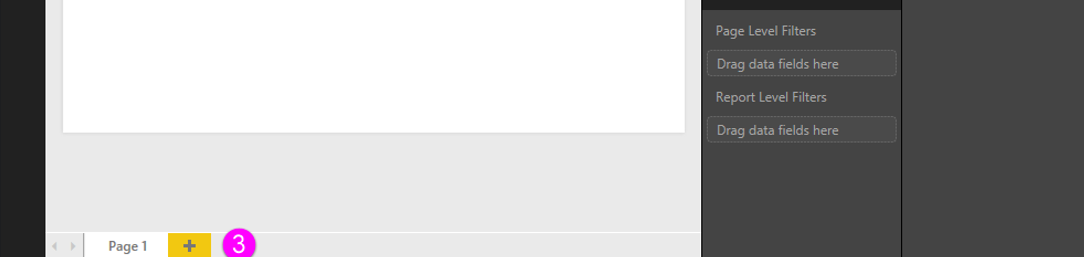 Page Level Filters
Drag data fields here
Report Level Filters
Drag data fields here
Page 1
3